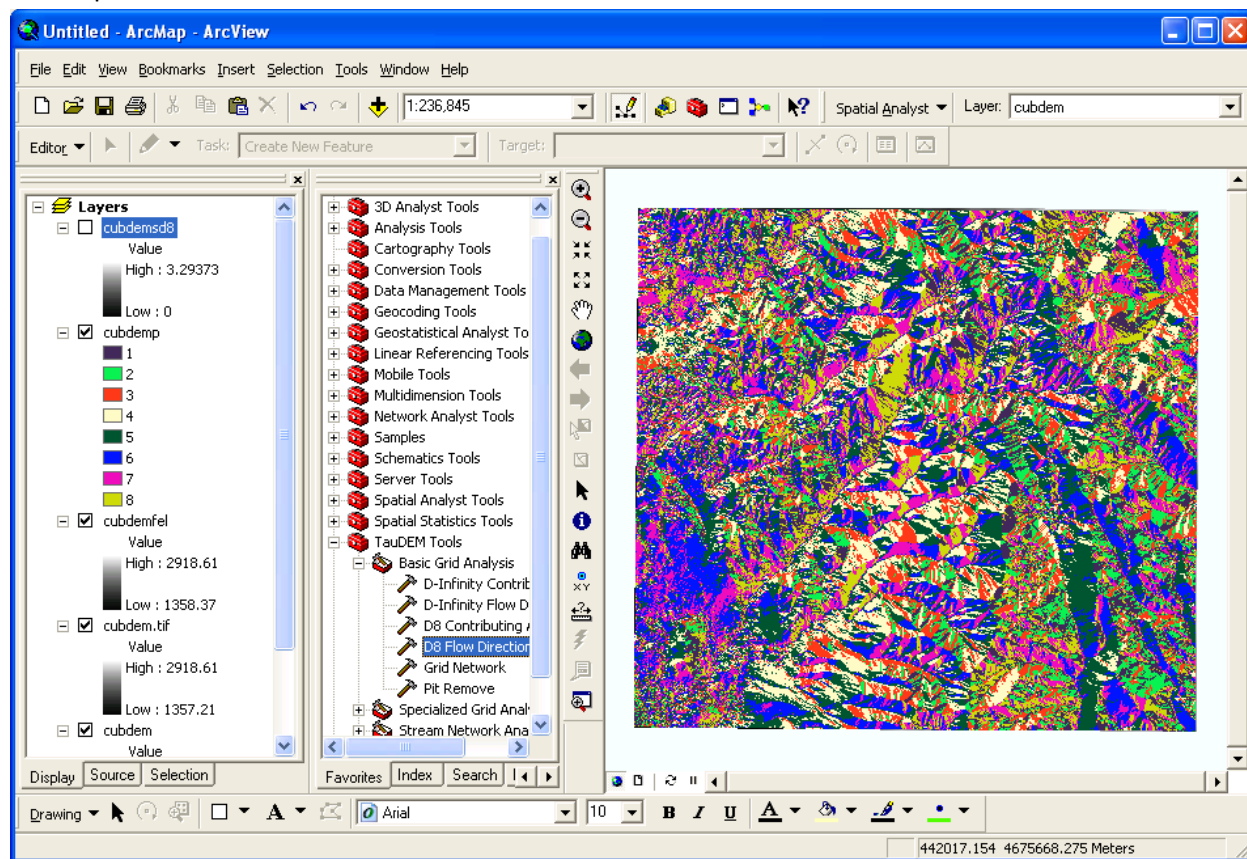 Untitled - ArcMap - ArcView
File Edit View Bookmarks Insert Selection Tools Window Help
1:236,845 Spatial Analyst Layer: cubdem
Editor Task: Create New Feature Target:
Layers
cubdemsd8
Value
High : 3.29373
Low : 0
cubdemp
1
2
3
4
5
6
7
8
cubdemfel
Value
High : 2918.61
Low : 1358.37
cubdem.tif
Value
High : 2918.61
Low : 1357.21
cubdem
Value
Display Source Selection
3D Analyst Tools
Analysis Tools
Cartography Tools
Conversion Tools
Data Management Tools
Geocoding Tools
Geostatistical Analyst To
Linear Referencing Tools
Mobile Tools
Multidimension Tools
Network Analyst Tools
Samples
Schematics Tools
Server Tools
Spatial Analyst Tools
Spatial Statistics Tools
TauDEM Tools
Basic Grid Analysis
D-Infinity Contrib
D-Infinity Flow D
D8 Contributing
D8 Flow Direction
Grid Network
Pit Remove
Specialized Grid Anal
Stream Network Ana
Favorites Index Search
XY
Drawing A Arial 10 B I U A
442017.154 4675668.275 Meters